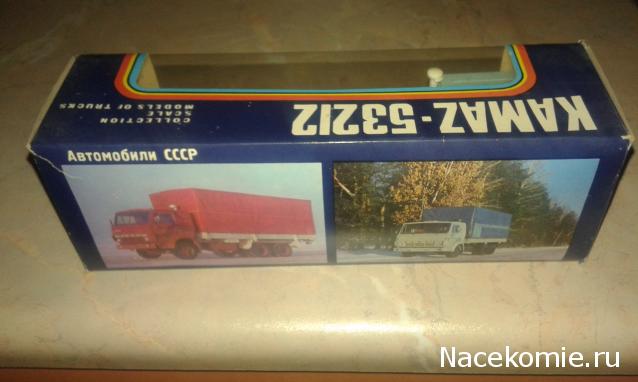 KAMAZ-53212
COLLECTION
SCALE
MODELS OF TRUCKS
Автомобили СССР
Nacekomie.ru